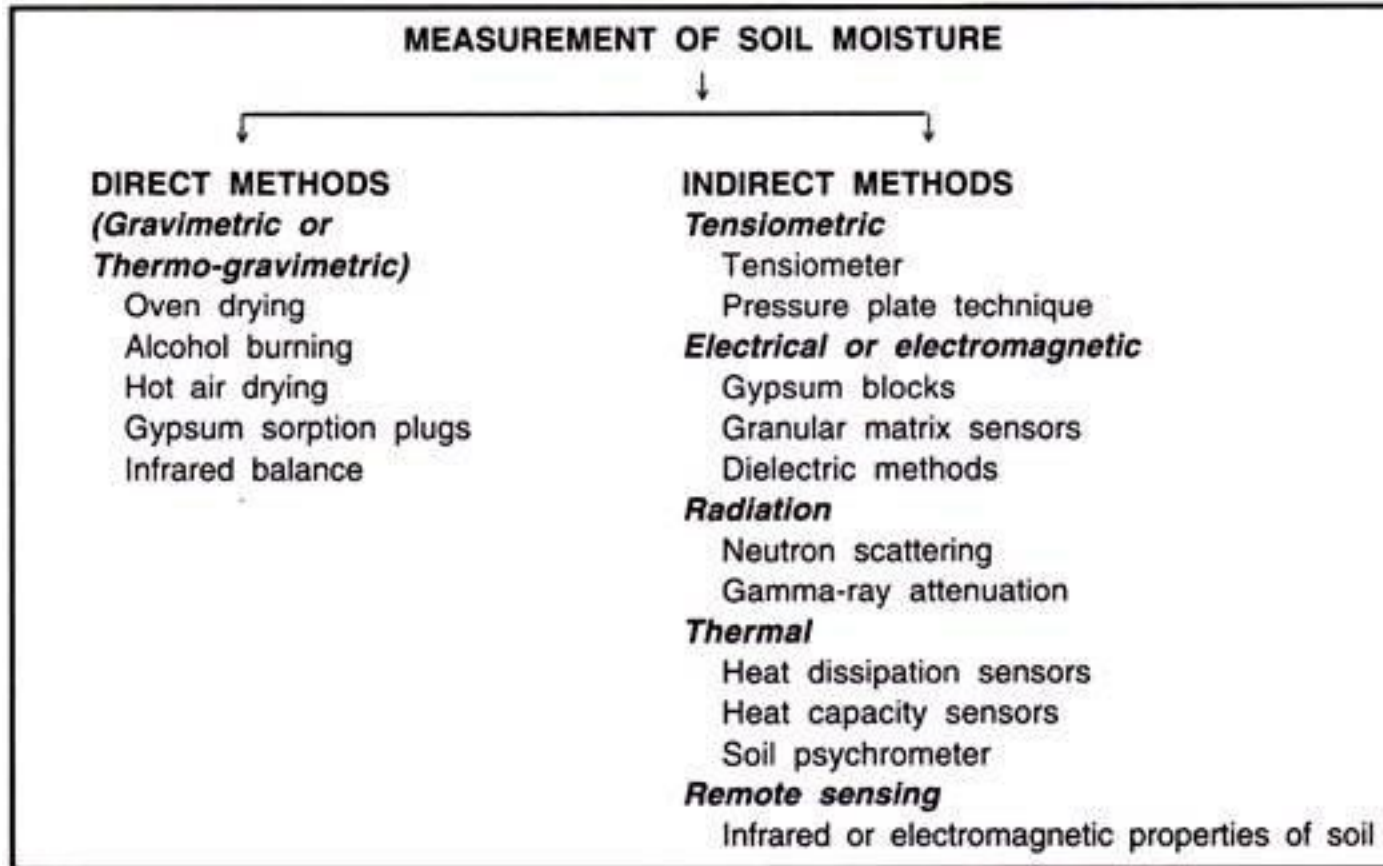 MEASUREMENT OF SOIL MOISTURE
DIRECT METHODS
(Gravimetric or
Thermo-gravimetric)
Oven drying
Alcohol burning
Hot air drying
Gypsum sorption plugs
Infrared balance
INDIRECT METHODS
Tensiometric
Tensiometer
Pressure plate technique
Electrical or electromagnetic
Gypsum blocks
Granular matrix sensors
Dielectric methods
Radiation
Neutron scattering
Gamma-ray attenuation
Thermal
Heat dissipation sensors
Heat capacity sensors
Soil psychrometer
Remote sensing
Infrared or electromagnetic properties of soil